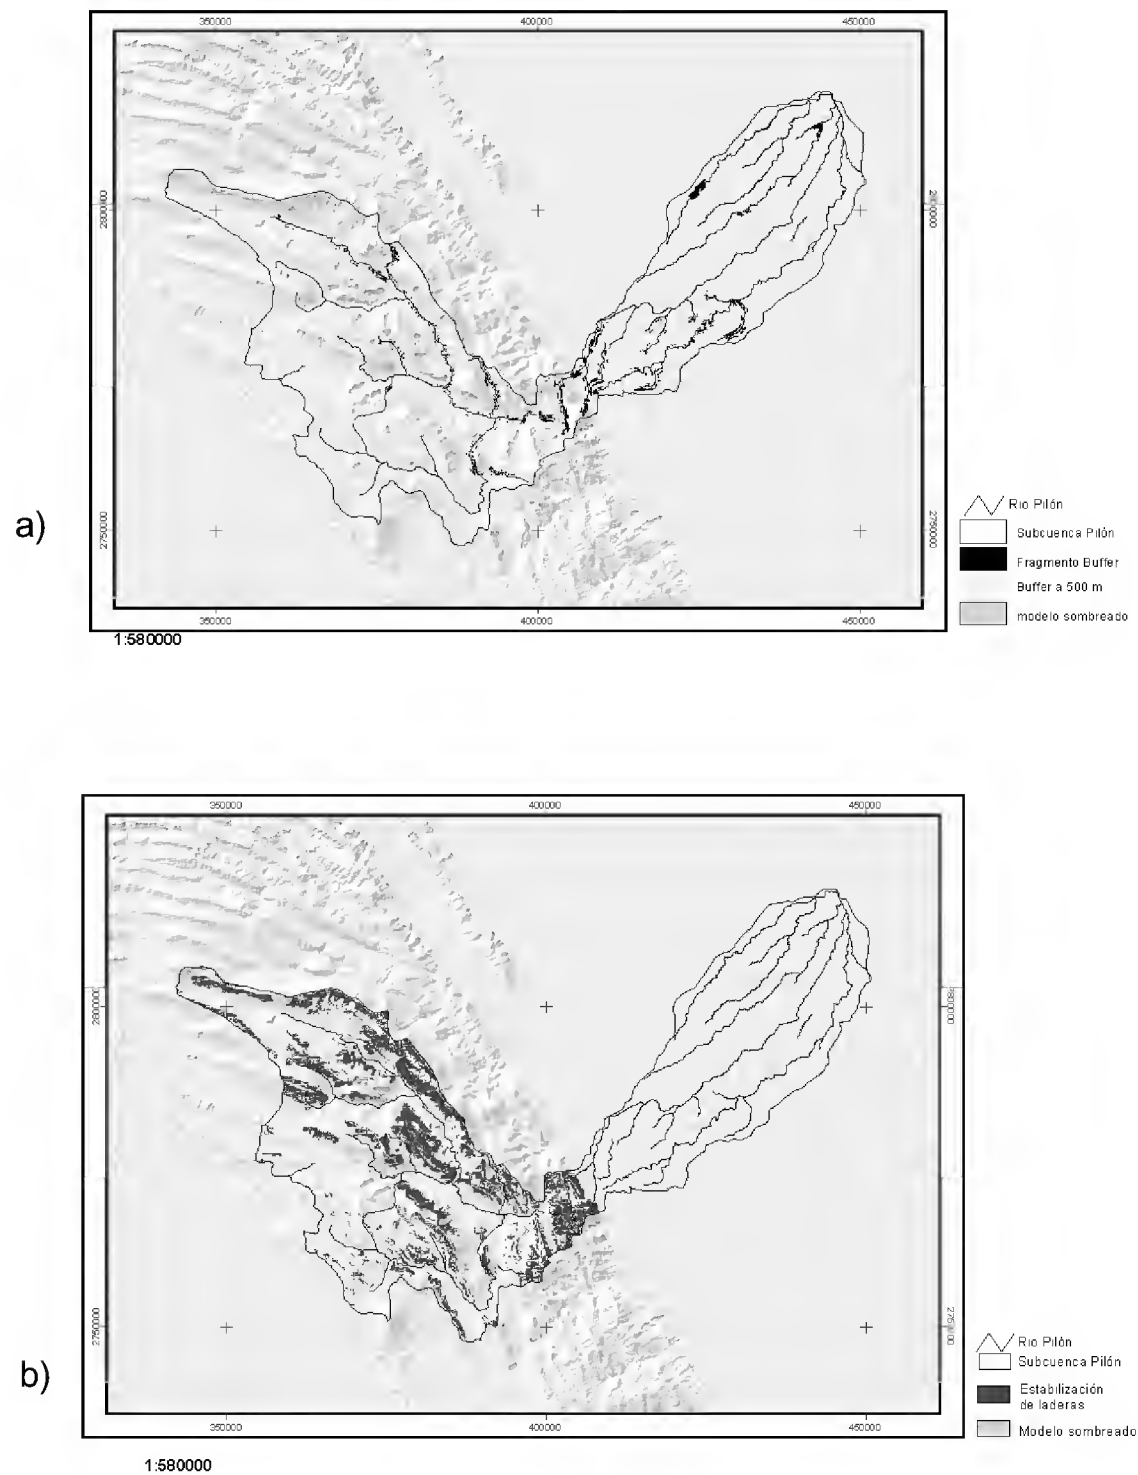 350000 400000 450000
2800000 2800000
2750000 2750000
350000 400000 450000
a)
1:580000
Rio Pilón
Subcuenca Pilón
Fragmento Buffer
Buffer a 500 m
modelo sombreado
350000 400000 450000
2800000 2800000
2750000 2750000
350000 400000 450000
b)
1:580000
Rio Pilón
Subcuenca Pilón
Estabilización
de laderas
Modelo sombreado